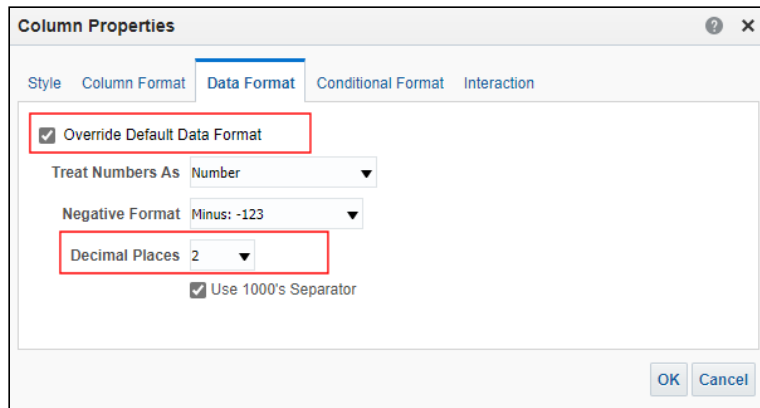 Column Properties
Style Column Format Data Format Conditional Format Interaction
Override Default Data Format
Treat Numbers As Number
Negative Format Minus: -123
Decimal Places 2
Use 1000's Separator
OK Cancel